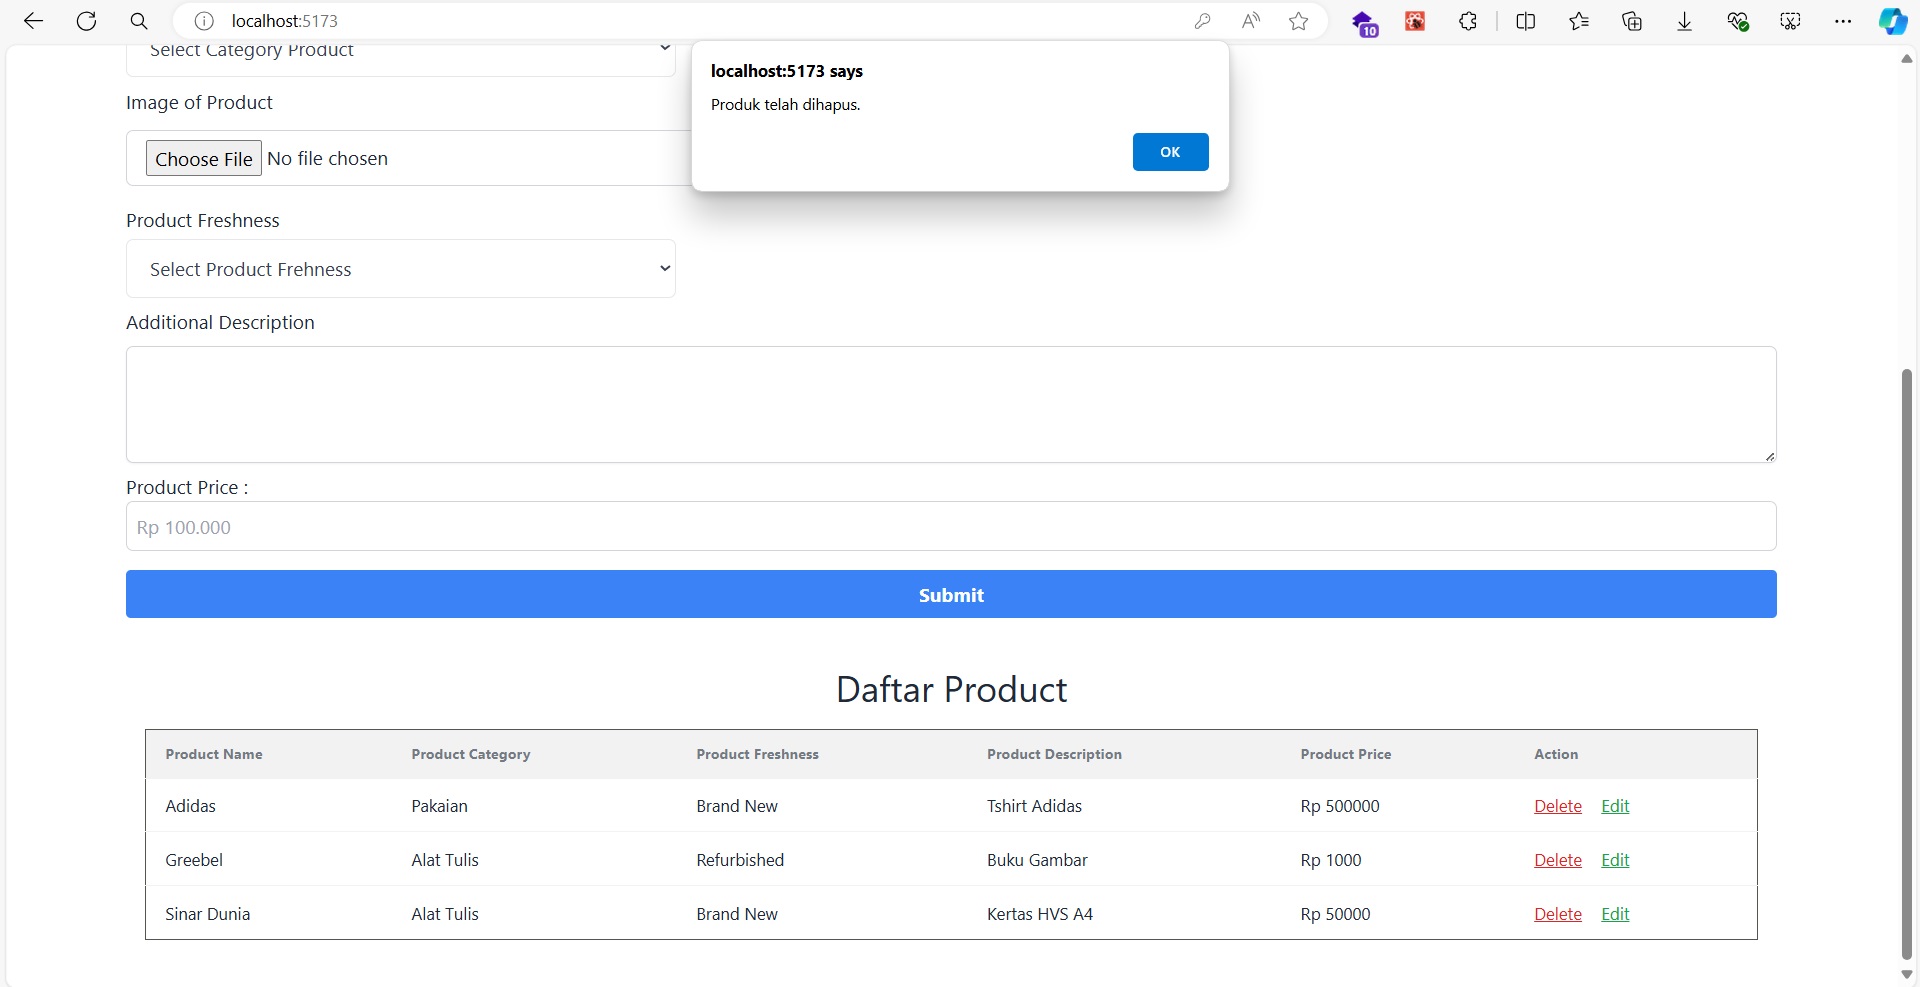 localhost:5173
10
Select Category Product
localhost:5173 says
Produk telah dihapus.
OK
Image of Product
Choose File No file chosen
Product Freshness
Select Product Frehness
Additional Description
Product Price :
Rp 100.000
Submit
Daftar Product
Product Name Product Category Product Freshness Product Description Product Price Action
Adidas Pakaian Brand New Tshirt Adidas Rp 500000 Delete Edit
Greebel Alat Tulis Refurbished Buku Gambar Rp 1000 Delete Edit
Sinar Dunia Alat Tulis Brand New Kertas HVS A4 Rp 50000 Delete Edit